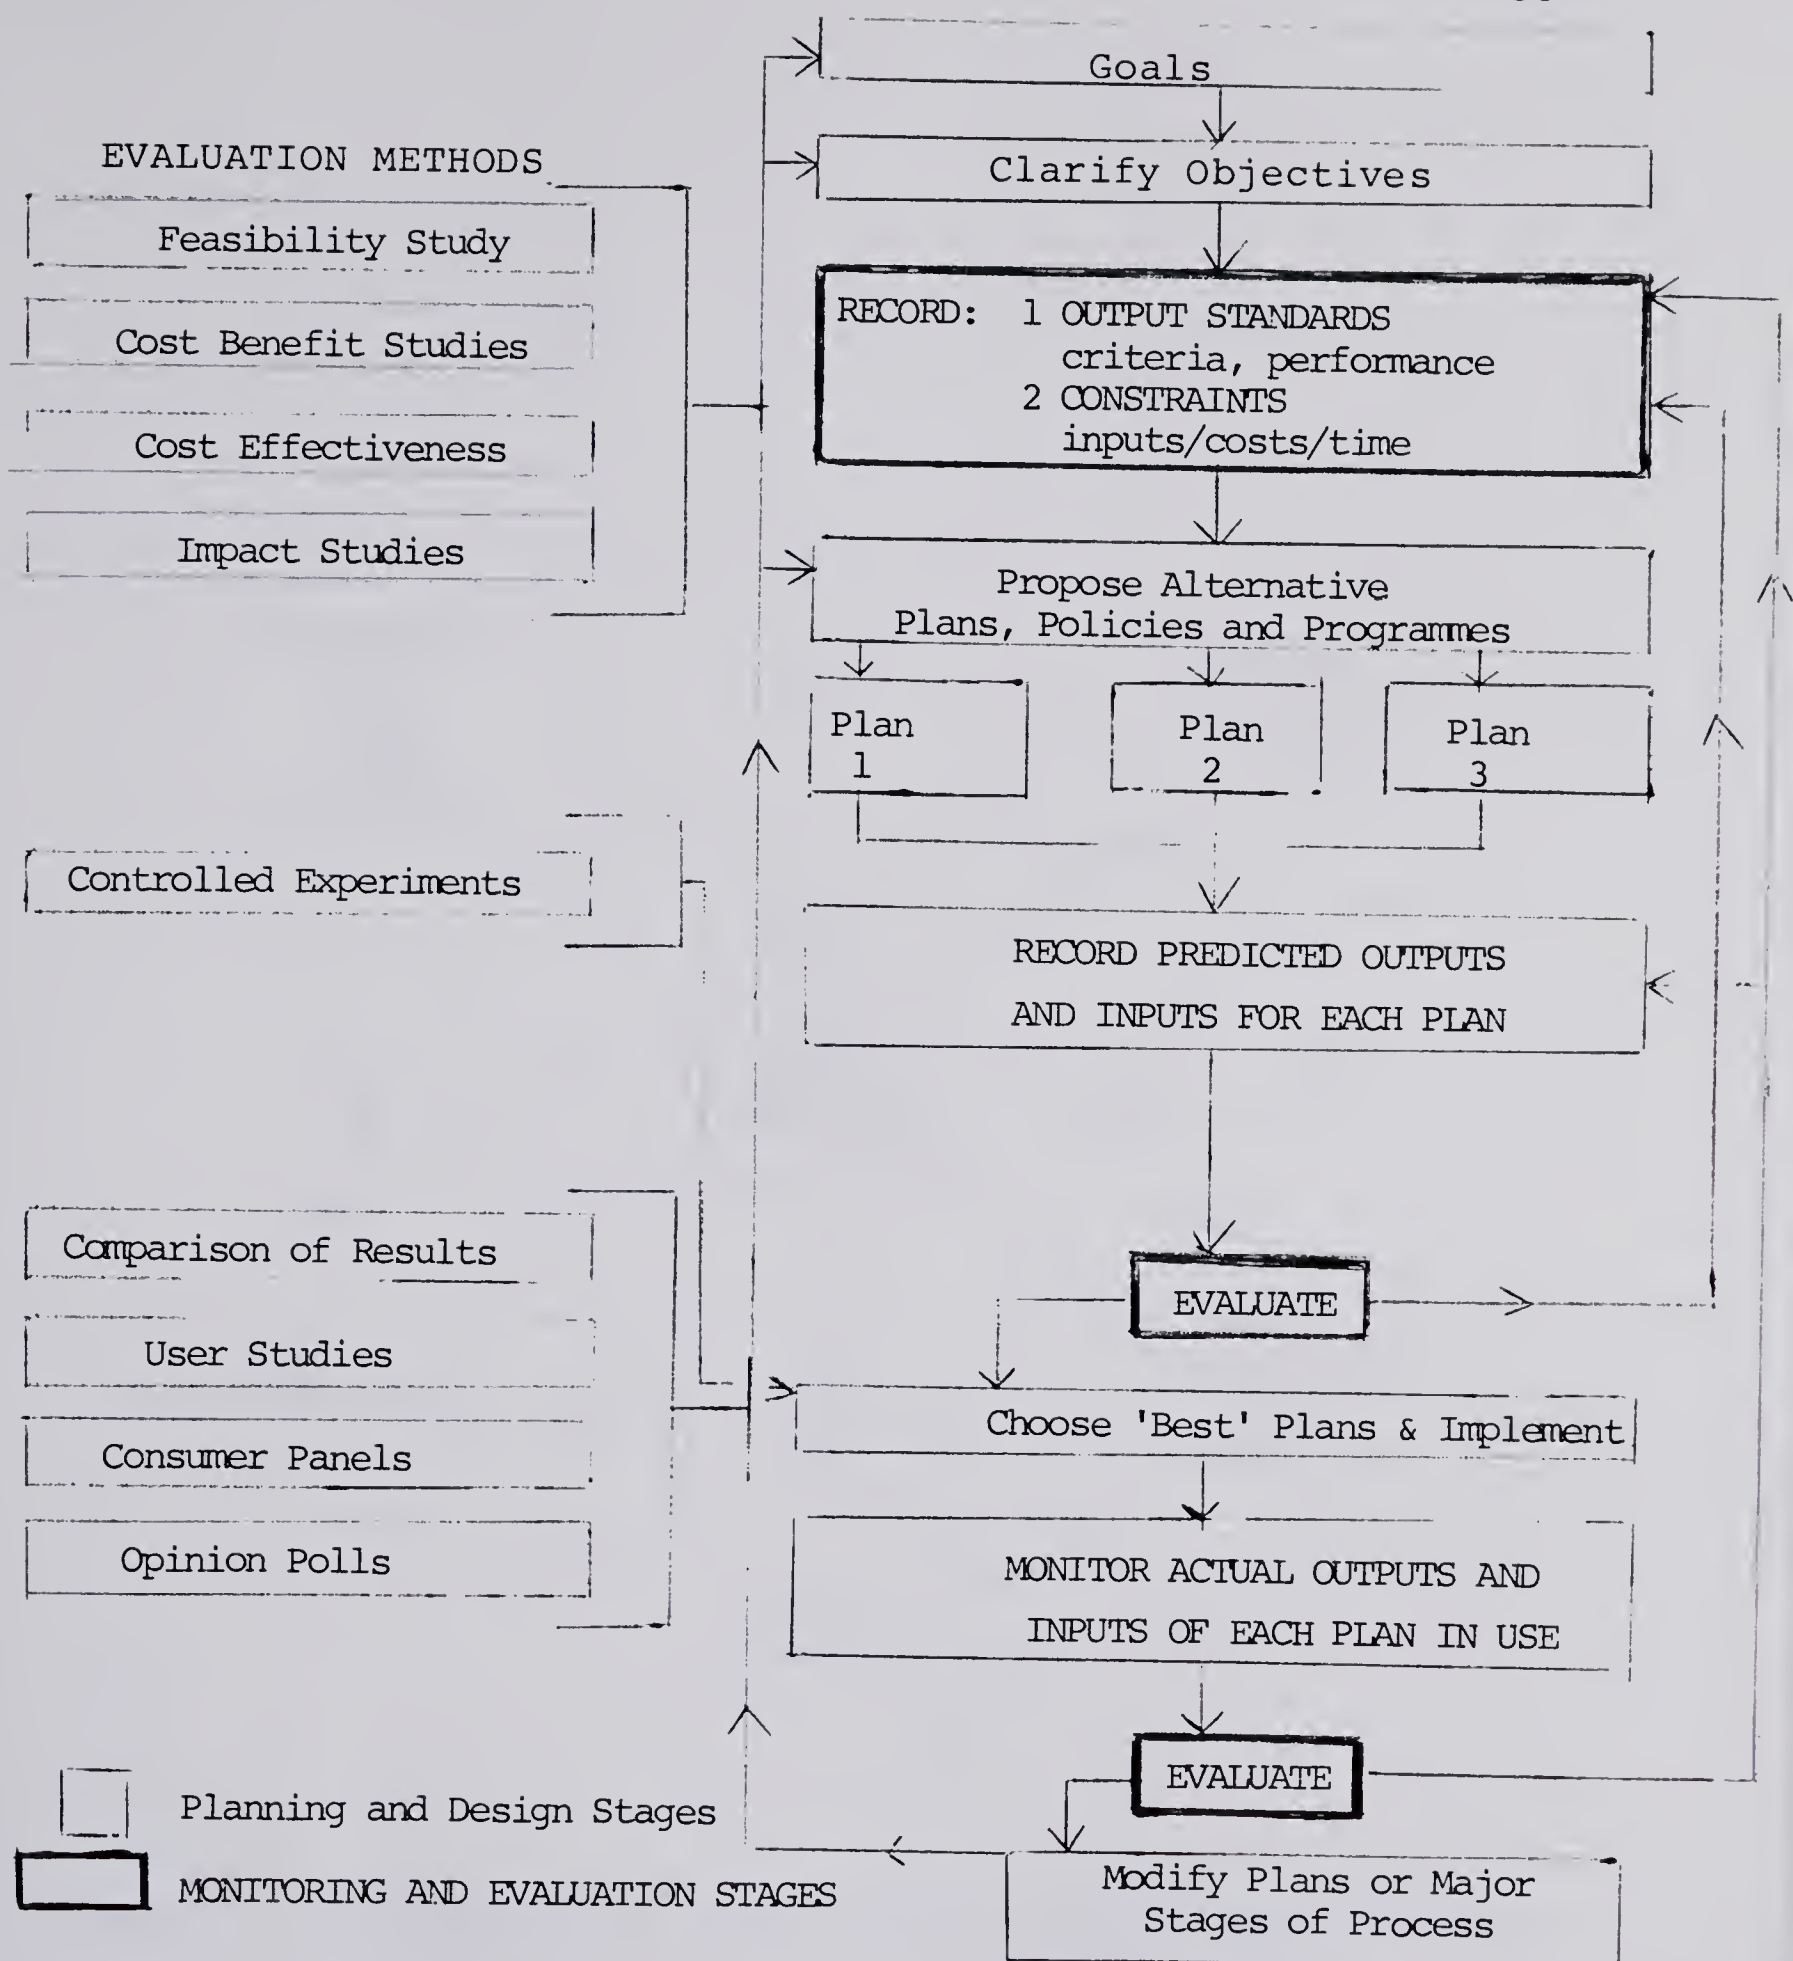 Goals
EVALUATION METHODS
Clarify Objectives
Feasibility Study
Cost Benefit Studies
Cost Effectiveness
Impact Studies
RECORD: 1 OUTPUT STANDARDS
criteria, performance
2 CONSTRAINTS
inputs/costs/time
Propose Alternative
Plans, Policies and Programmes
Plan
1
Plan
2
Plan
3
Controlled Experiments
RECORD PREDICTED OUTPUTS
AND INPUTS FOR EACH PLAN
Comparison of Results
User Studies
Consumer Panels
Opinion Polls
EVALUATE
Choose 'Best' Plans & Implement
MONITOR ACTUAL OUTPUTS AND
INPUTS OF EACH PLAN IN USE
EVALUATE
Modify Plans or Major
Stages of Process
Planning and Design Stages
MONITORING AND EVALUATION STAGES